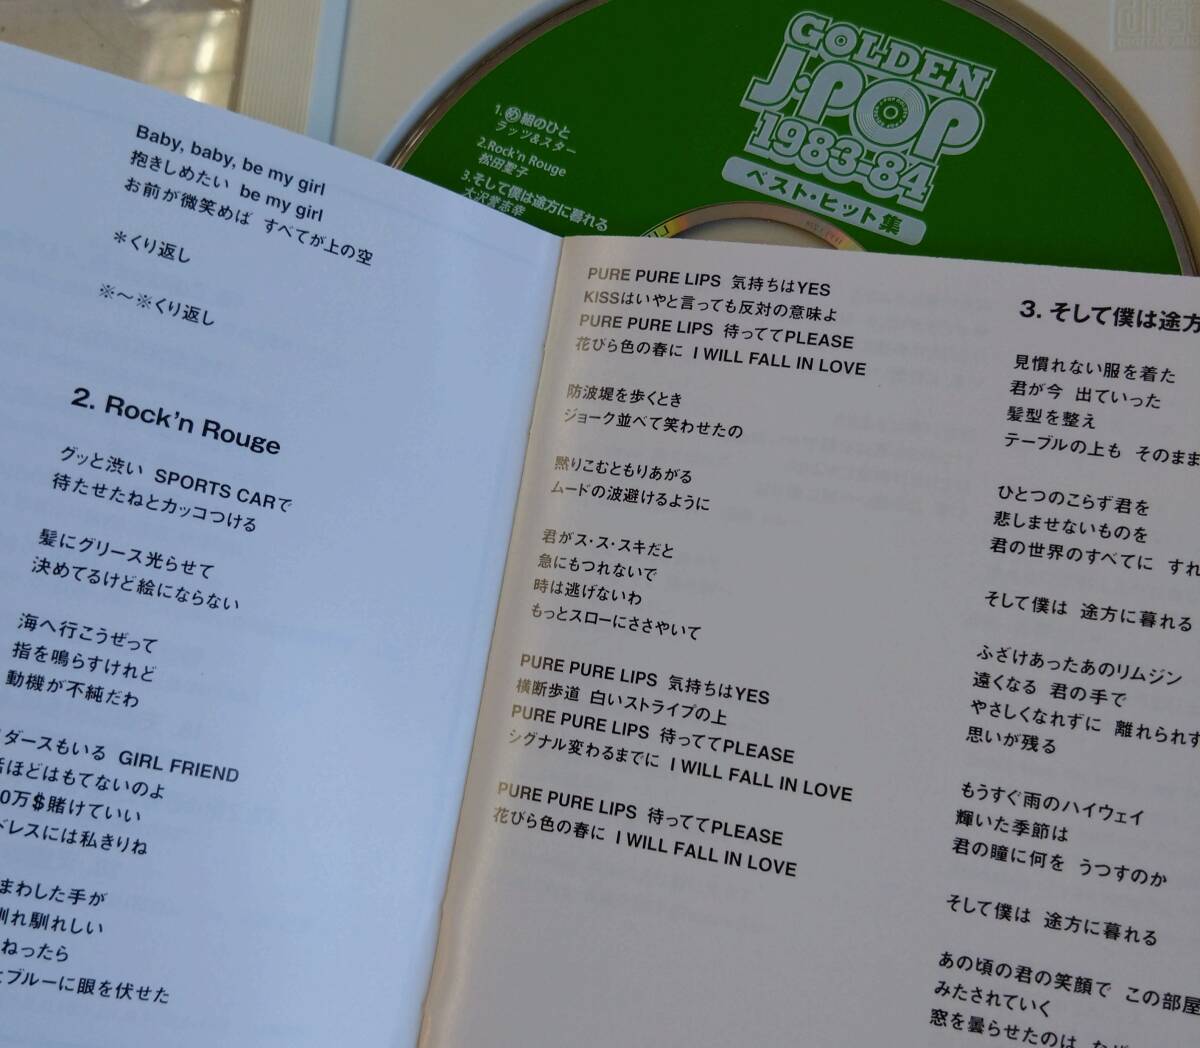 GOLDEN
J-POP
1983-84
ベスト・ヒット集
1. め組のひと
ラッツ&スター
2.Rock'n Rouge
松田聖子
3.そして僕は途方に暮れる
大沢誉志幸
Baby, baby, be my girl
抱きしめたい be my girl
お前が微笑めば すべてが上の空
＊くり返し
※〜※くり返し
2. Rock'n Rouge
グッと渋い SPORTS CARで
待たせたねとカッコつける
髪にグリース光らせて
決めてるけど絵にならない
海へ行こうぜって
指を鳴らすけれど
動機が不純だわ
ダースもいる GIRL FRIEND
ほどはもてないのよ
0万$賭けていい
ドレスには私きりね
まわした手が
馴れ馴れしい
ねったら
ブルーに眼を伏せた
PURE PURE LIPS 気持ちはYES
KISSはいやと言っても反対の意味よ
PURE PURE LIPS 待っててPLEASE
花びら色の春に I WILL FALL IN LOVE
防波堤を歩くとき
ジョーク並べて笑わせたの
黙りこむともりあがる
ムードの波避けるように
君がス・ス・スキだと
急にもつれないで
時は逃げないわ
もっとスローにささやいて
PURE PURE LIPS 気持ちはYES
横断歩道 白いストライプの上
PURE PURE LIPS 待っててPLEASE
シグナル変わるまでに I WILL FALL IN LOVE
PURE PURE LIPS 待っててPLEASE
花びら色の春に I WILL FALL IN LOVE
3. そして僕は途方
見慣れない服を着た
君が今 出ていった
髪型を整え
テーブルの上も そのまま
ひとつのこらず君を
悲しませないものを
君の世界のすべてに すれ
そして僕は 途方に暮れる
ふざけあったあのリムジン
遠くなる 君の手で
やさしくなれずに 離れられず
思いが残る
もうすぐ雨のハイウェイ
輝いた季節は
君の瞳に何を うつすのか
そして僕は 途方に暮れる
あの頃の君の笑顔で この部屋
みたされていく
窓を曇らせたのは